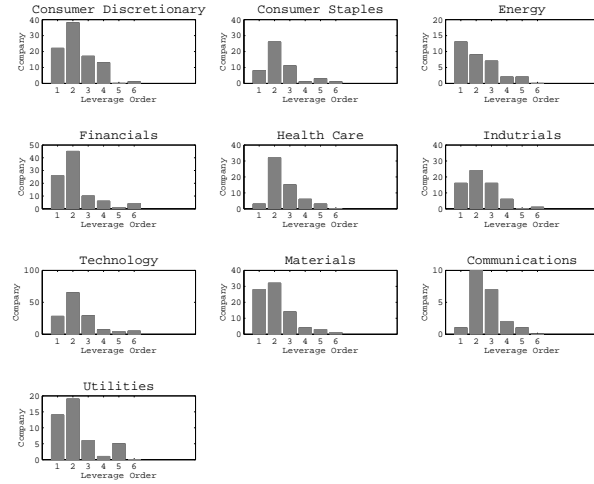 Consumer Discretionary
Consumer Staples
Energy
Company
40
30
20
10
0
1 2 3 4 5 6
Leverage Order
Company
40
30
20
10
0
1 2 3 4 5 6
Leverage Order
Company
20
15
10
5
0
1 2 3 4 5 6
Leverage Order
Financials
Health Care
Indutrials
Company
50
40
30
20
10
0
1 2 3 4 5 6
Leverage Order
Company
40
30
20
10
0
1 2 3 4 5 6
Leverage Order
Company
40
30
20
10
0
1 2 3 4 5 6
Leverage Order
Technology
Materials
Communications
Company
100
50
0
1 2 3 4 5 6
Leverage Order
Company
40
30
20
10
0
1 2 3 4 5 6
Leverage Order
Company
10
5
0
1 2 3 4 5 6
Leverage Order
Utilities
Company
20
15
10
5
0
1 2 3 4 5 6
Leverage Order